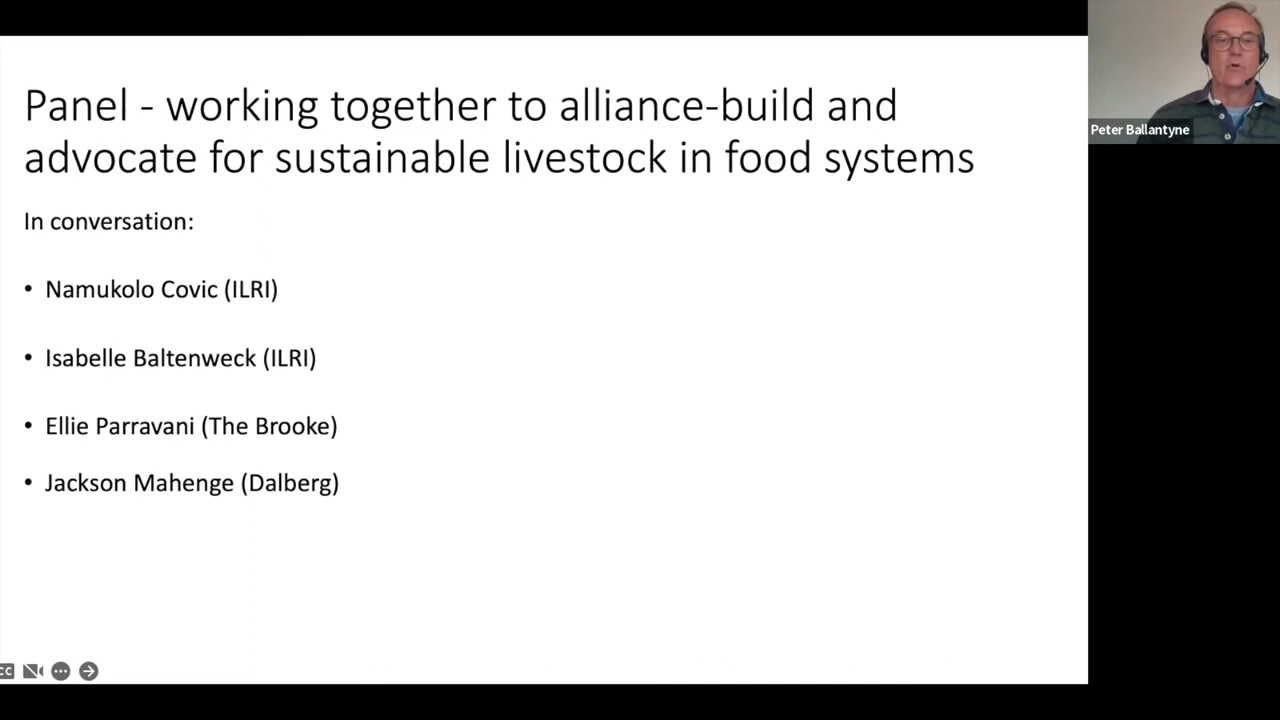 Panel - working together to alliance-build and
advocate for sustainable livestock in food systems
In conversation:
• Namukolo Covic (ILRI)
• Isabelle Baltenweck (ILRI)
• Ellie Parravani (The Brooke)
• Jackson Mahenge (Dalberg)
Peter Ballantyne
CC